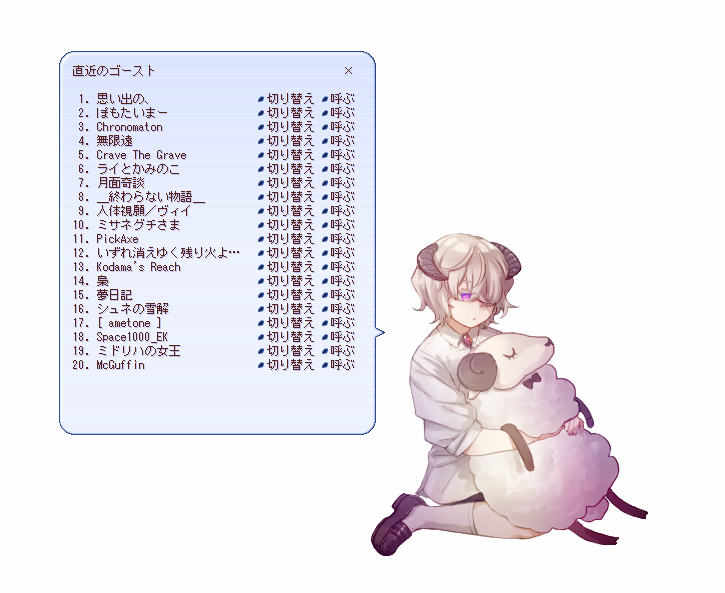 直近のゴースト ×
1. 思い出の、 切り替え 呼ぶ
2. ぽもたいまー 切り替え 呼ぶ
3. Chronomaton 切り替え 呼ぶ
4. 無限遠 切り替え 呼ぶ
5. Crave The Grave 切り替え 呼ぶ
6. ライとかみのこ 切り替え 呼ぶ
7. 月面奇談 切り替え 呼ぶ
8. __終わらない物語__ 切り替え 呼ぶ
9. 人体視願／ヴィイ 切り替え 呼ぶ
10. ミサネグチさま 切り替え 呼ぶ
11. PickAxe 切り替え 呼ぶ
12. いずれ消えゆく残り火よ… 切り替え 呼ぶ
13. Kodama's Reach 切り替え 呼ぶ
14. 梟 切り替え 呼ぶ
15. 夢日記 切り替え 呼ぶ
16. シュネの雪解 切り替え 呼ぶ
17. [ ametone ] 切り替え 呼ぶ
18. Space1000_EK 切り替え 呼ぶ
19. ミドリハの女王 切り替え 呼ぶ
20. McGuffin 切り替え 呼ぶ